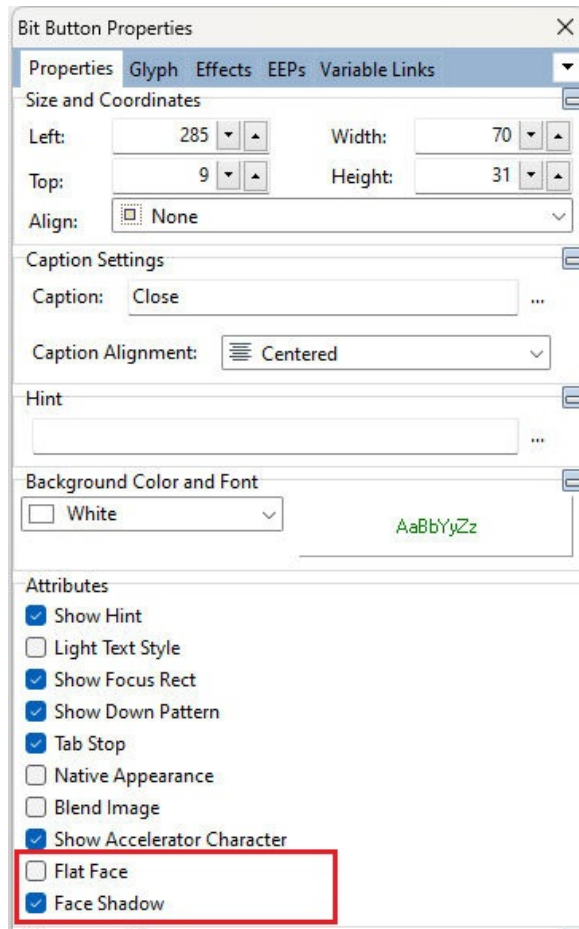 Bit Button Properties
Properties Glyph Effects EEPs Variable Links
Size and Coordinates
Left: 285 Width: 70
Top: 9 Height: 31
Align: None
Caption Settings
Caption: Close ...
Caption Alignment: Centered
Hint
...
Background Color and Font
White AaBbYyZz
Attributes
Show Hint
Light Text Style
Show Focus Rect
Show Down Pattern
Tab Stop
Native Appearance
Blend Image
Show Accelerator Character
Flat Face
Face Shadow